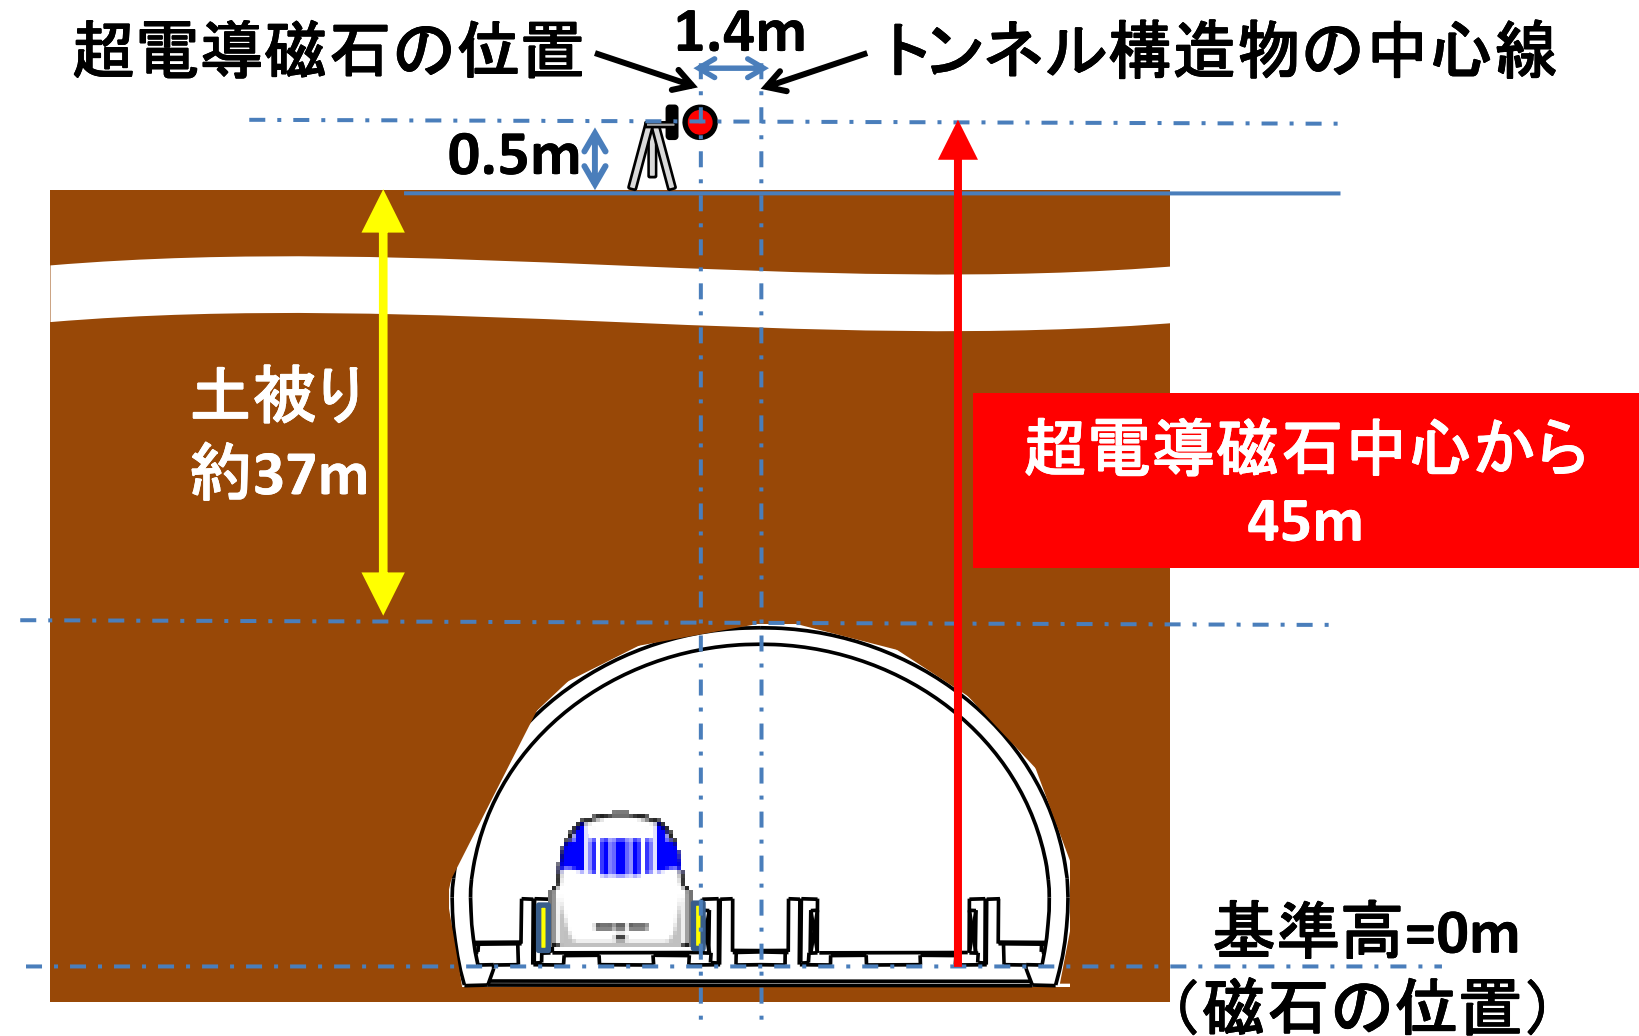 超電導磁石の位置
1.4m
トンネル構造物の中心線
0.5m
土被り
約37m
超電導磁石中心から
45m
基準高=0m
（磁石の位置）